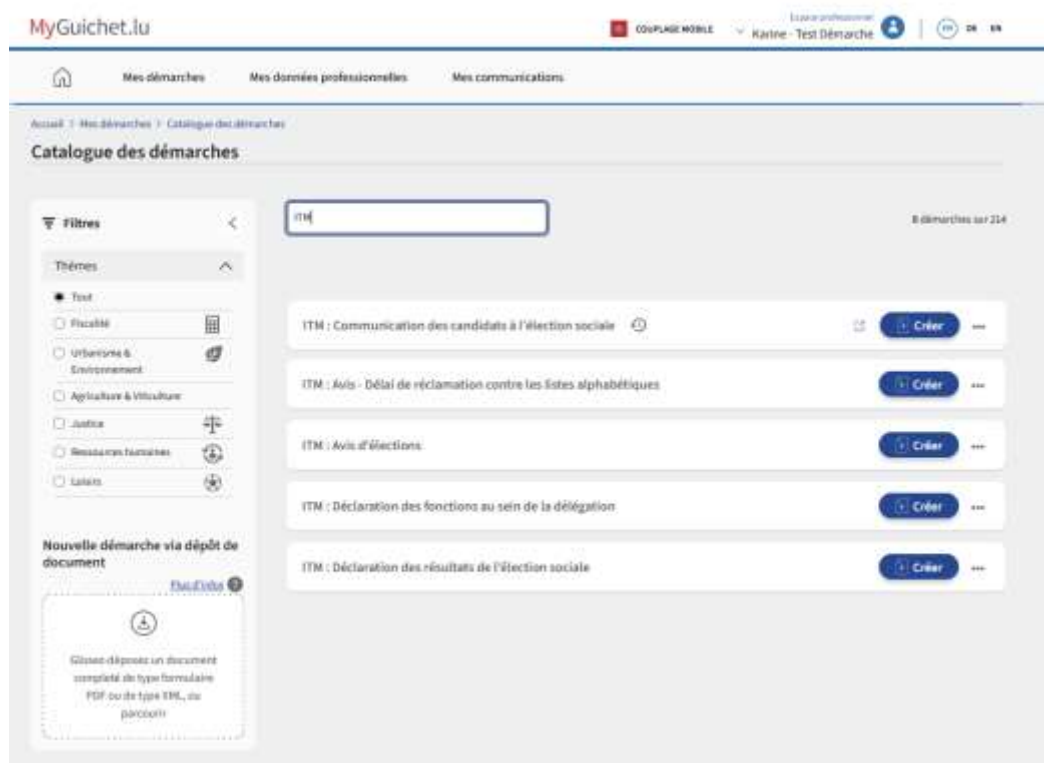 MyGuichet.lu
COUPLAGE MOBILE
Espace professionnel
Karine - Test Démarche
FR DE EN
Mes démarches Mes données professionnelles Mes communications
Accueil > Mes démarches > Catalogue des démarches
Catalogue des démarches
Filtres
ITM
8 démarches sur 214
Thèmes
Tout
Fiscalité
Urbanisme &
Environnement
Agriculture & Viticulture
Justice
Ressources humaines
Loisirs
ITM : Communication des candidats à l'élection sociale
Créer
ITM : Avis - Délai de réclamation contre les listes alphabétiques
Créer
ITM : Avis d'élections
Créer
ITM : Déclaration des fonctions au sein de la délégation
Créer
ITM : Déclaration des résultats de l'élection sociale
Créer
Nouvelle démarche via dépôt de
document
Plus d'infos
Glissez-déposez un document
complété de type formulaire
PDF ou de type XML, ou
parcourir